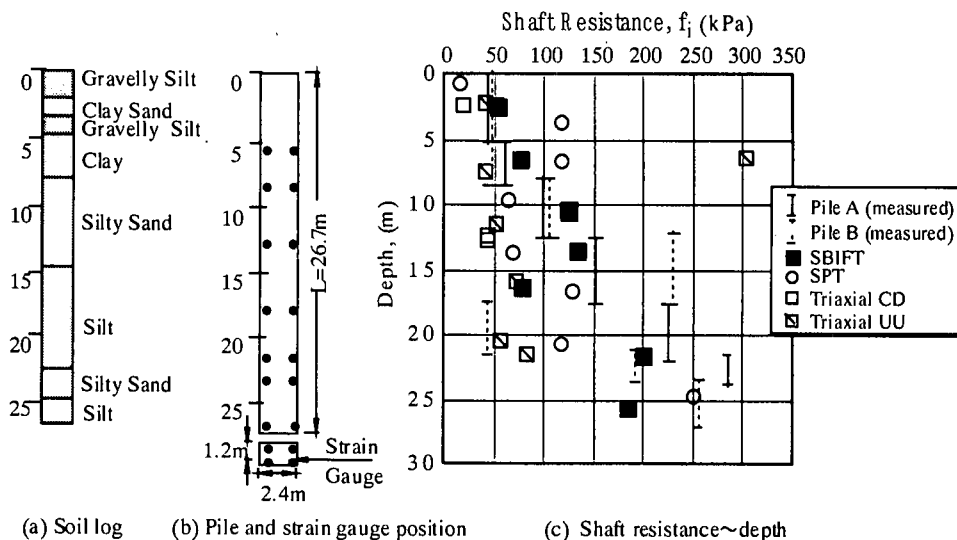 Shaft Resistance, fi (kPa)
0 50 100 150 200 250 300 350
0
5
10
15
20
25
30
Depth, (m)
Pile A (measured)
Pile B (measured)
SBIFT
SPT
Triaxial CD
Triaxial UU
0
5
10
15
20
25
Gravelly Silt
Clay Sand
Gravelly Silt
Clay
Silty Sand
Silt
Silty Sand
Silt
0
5
10
15
20
25
L=26.7m
1.2m
Strain
Gauge
2.4m
(a) Soil log
(b) Pile and strain gauge position
(c) Shaft resistance~depth